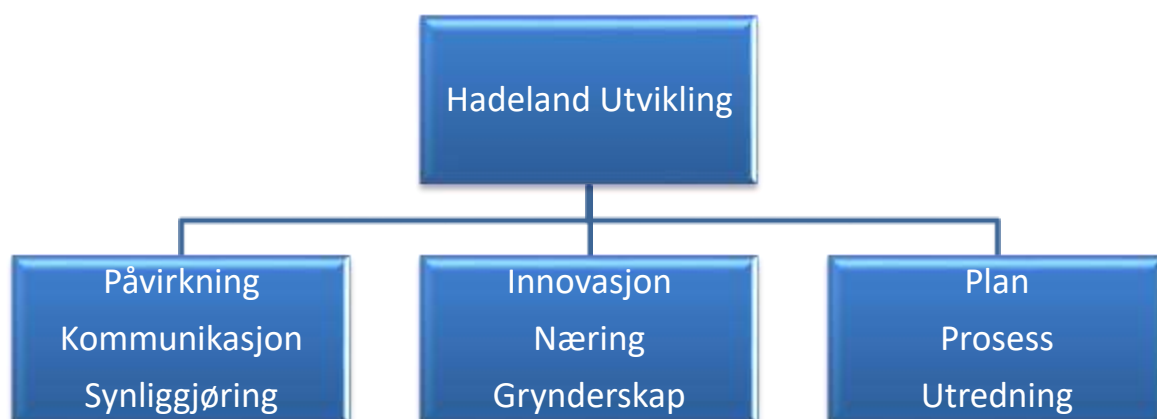 Hadeland Utvikling
Påvirkning
Kommunikasjon
Synliggjøring
Innovasjon
Næring
Grynderskap
Plan
Prosess
Utredning